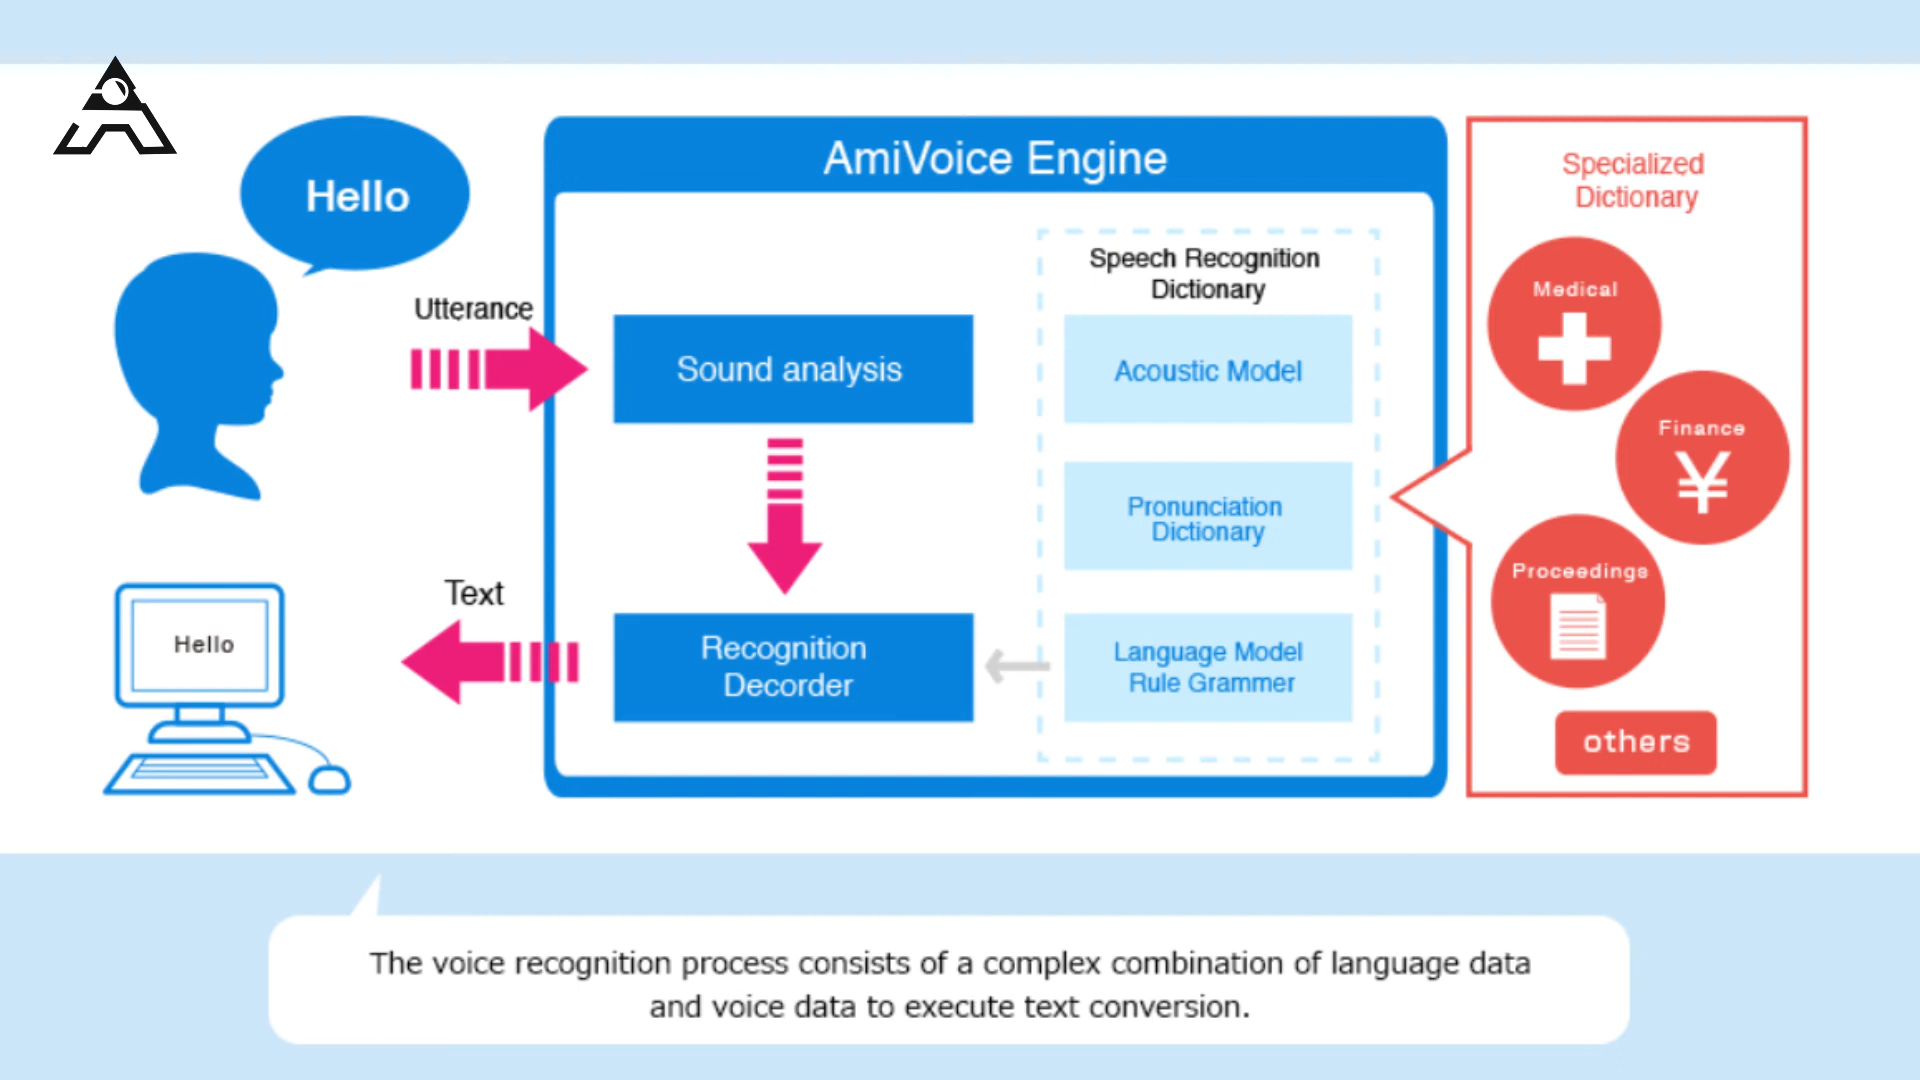 Hello
Utterance
Text
Hello
AmiVoice Engine
Sound analysis
Recognition
Decorder
Speech Recognition
Dictionary
Acoustic Model
Pronunciation
Dictionary
Language Model
Rule Grammer
Specialized
Dictionary
Medical
Finance
¥
Proceedings
others
The voice recognition process consists of a complex combination of language data
and voice data to execute text conversion.